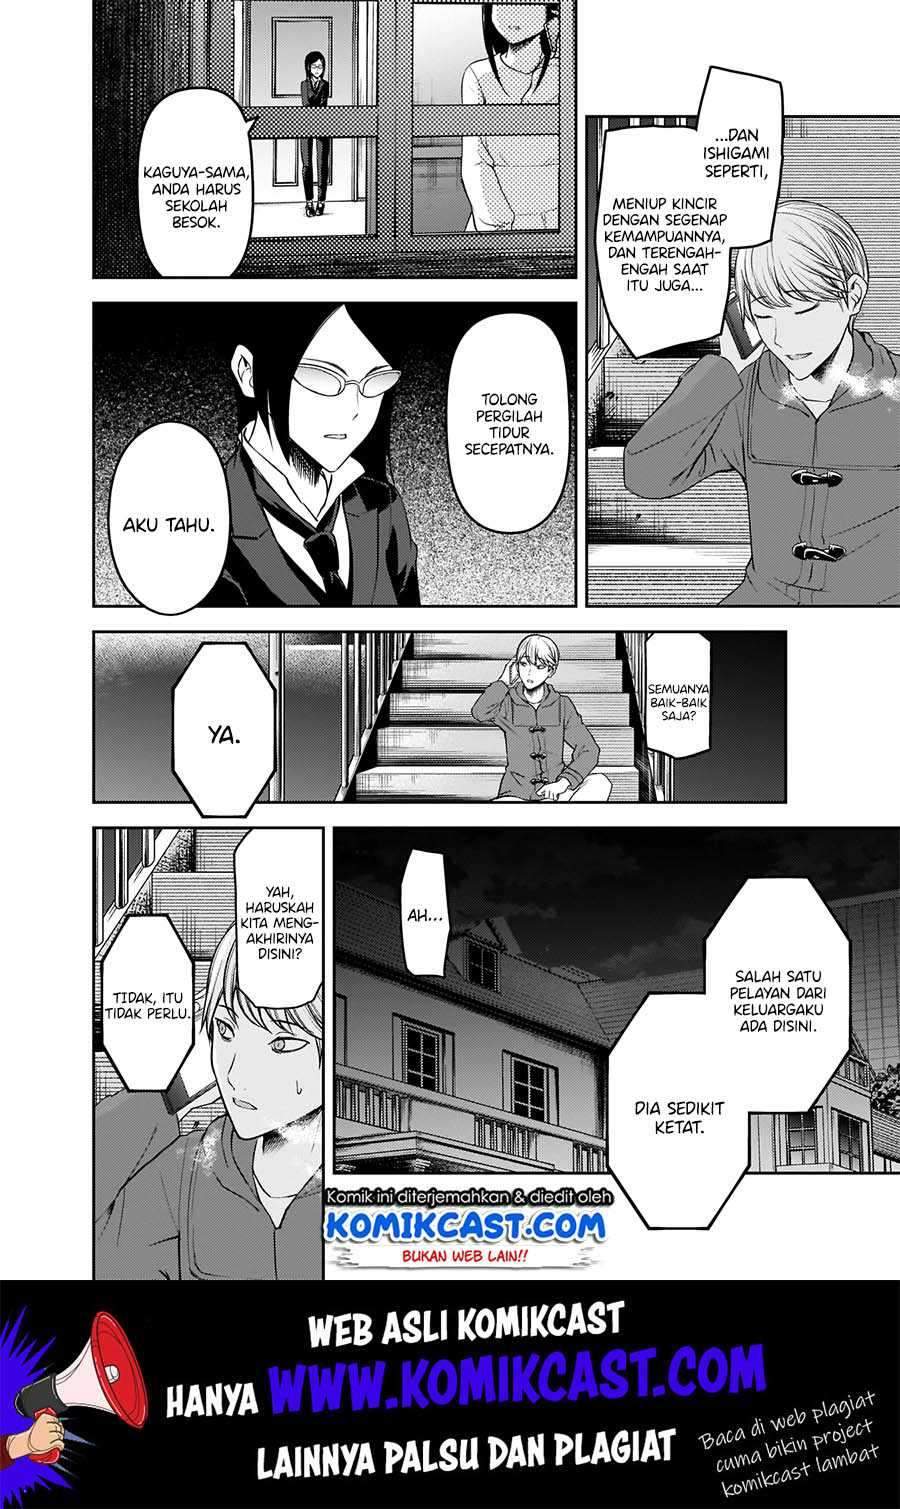 ...DAN
ISHIGAMI
SEPERTI,
MENIUP KINCIR
DENGAN SEGENAP
KEMAMPUANNYA,
DAN TERENGAH-
ENGAH SAAT
ITU JUGA...
KAGUYA-SAMA,
ANDA HARUS
SEKOLAH
BESOK.
TOLONG
PERGILAH
TIDUR
SECEPATNYA.
AKU TAHU.
SEMUANYA
BAIK-BAIK
SAJA?
YA.
SALAH SATU
PELAYAN DARI
KELUARGAKU
ADA DISINI.
DIA SEDIKIT
KETAT.
AH...
YAH,
HARUSKAH
KITA MENG-
AKHIRINYA
DISINI?
TIDAK, ITU
TIDAK PERLU.
Komik ini diterjemahkan & diedit oleh
KOMIKCAST.COM
BUKAN WEB LAIN!!
WEB ASLI KOMIKCAST
HANYA WWW.KOMIKCAST.COM
LAINNYA PALSU DAN PLAGIAT
Baca di web plagiat
cuma bikin project
komikcast lambat